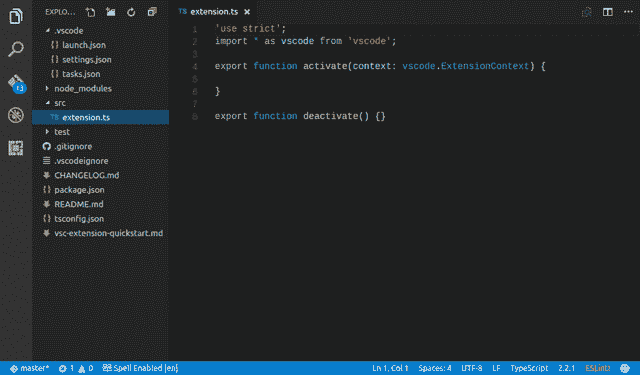 EXPLO...
.vscode
launch.json
settings.json
tasks.json
node_modules
src
TS extension.ts
test
.gitignore
.vscodeignore
CHANGELOG.md
package.json
README.md
tsconfig.json
vsc-extension-quickstart.md
TS extension.ts
1 'use strict';
2 import * as vscode from 'vscode';
3
4 export function activate(context: vscode.ExtensionContext) {
5
6 }
7
8 export function deactivate() {}
master*
1
0
Spell Enabled [en]
Ln 1, Col 1
Spaces: 4
UTF-8
LF
TypeScript
2.2.1
ESLint!